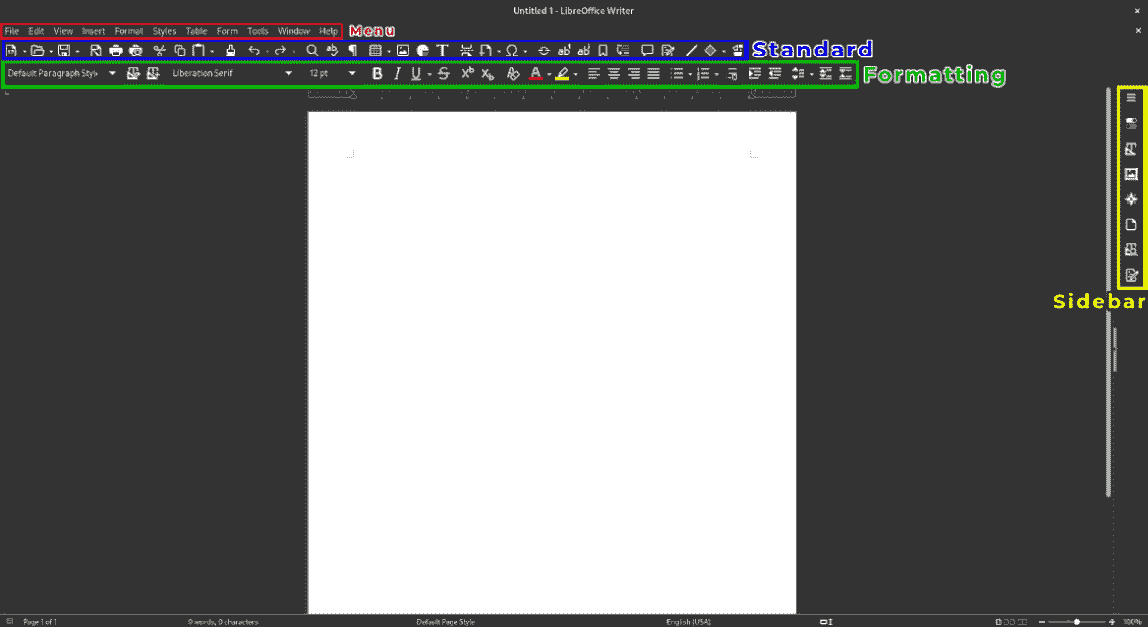 Untitled 1 - LibreOffice Writer
File Edit View Insert Format Styles Table Form Tools Window Help Menu
Standard
Default Paragraph Styl Liberation Serif 12 pt Formatting
Sidebar
Page 1 of 1 0 words, 0 characters Default Page Style English (USA) 100%